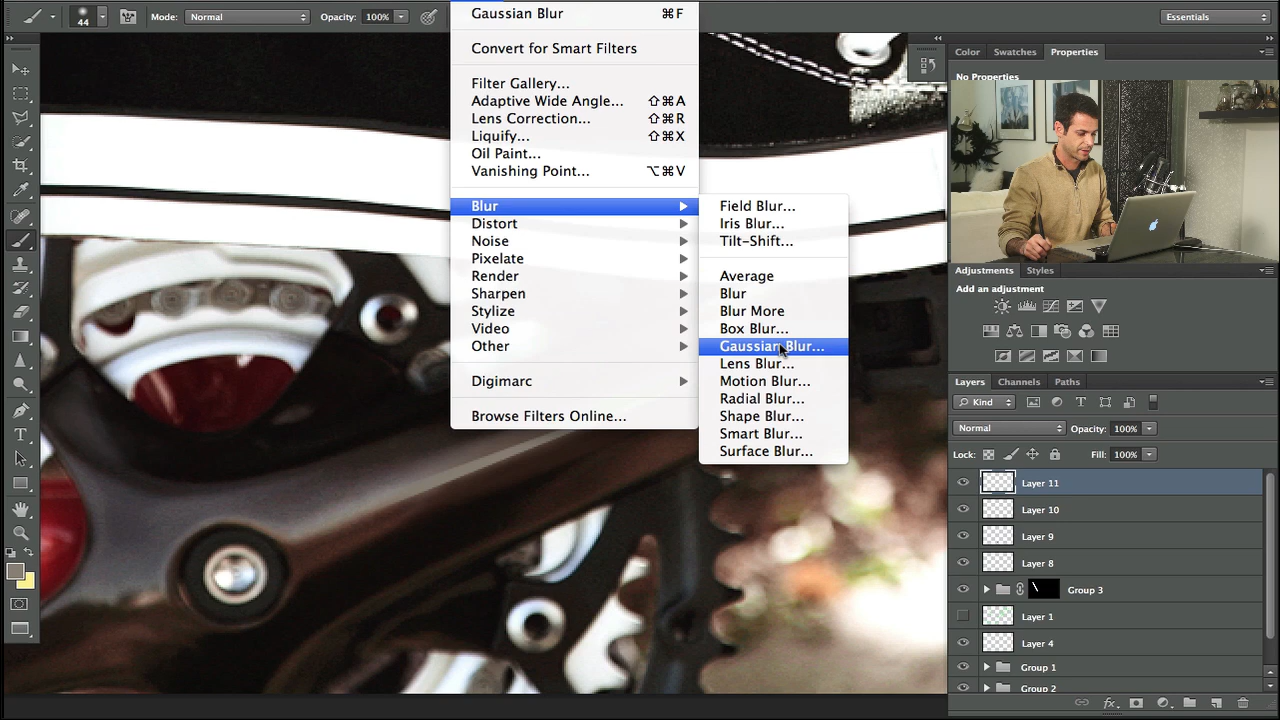 44
Mode: Normal
Opacity: 100%
Essentials
Gaussian Blur ⌘F
Convert for Smart Filters
Filter Gallery...
Adaptive Wide Angle... ⇧⌘A
Lens Correction... ⇧⌘R
Liquify... ⇧⌘X
Oil Paint...
Vanishing Point... ⌥⌘V
Blur
Distort
Noise
Pixelate
Render
Sharpen
Stylize
Video
Other
Digimarc
Browse Filters Online...
Field Blur...
Iris Blur...
Tilt-Shift...
Average
Blur
Blur More
Box Blur...
Gaussian Blur...
Lens Blur...
Motion Blur...
Radial Blur...
Shape Blur...
Smart Blur...
Surface Blur...
Color Swatches Properties
No Properties
Adjustments Styles
Add an adjustment
Layers Channels Paths
Kind
Normal Opacity: 100%
Lock: Fill: 100%
Layer 11
Layer 10
Layer 9
Layer 8
Group 3
Layer 1
Layer 4
Group 1
Group 2